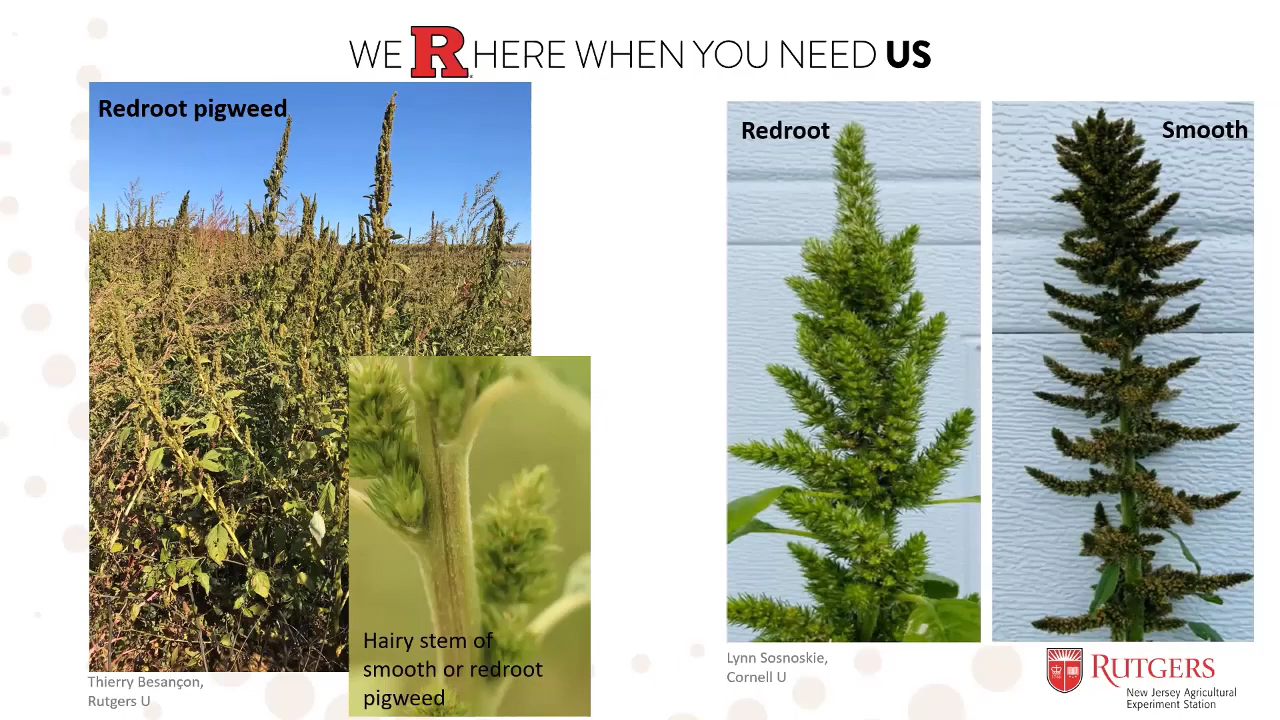 WE R HERE WHEN YOU NEED US
Redroot pigweed
Hairy stem of
smooth or redroot
pigweed
Thierry Besançon,
Rutgers U
Redroot
Smooth
Lynn Sosnoskie,
Cornell U
RUTGERS
New Jersey Agricultural
Experiment Station